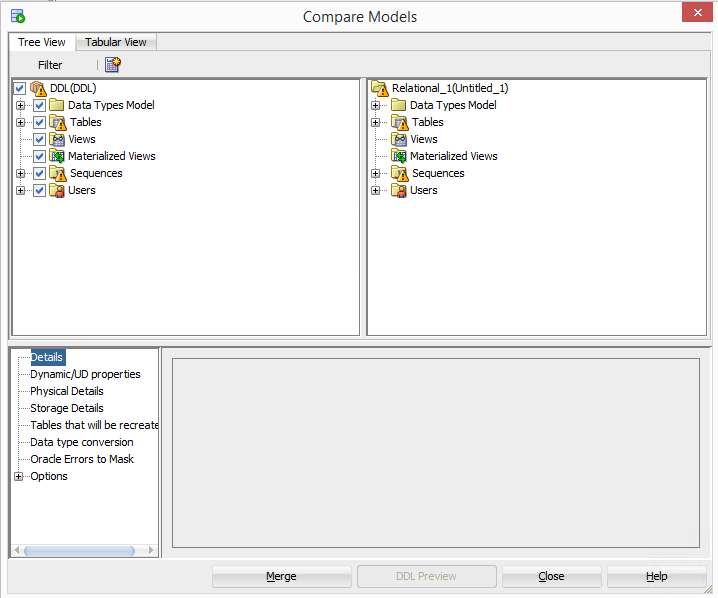 Compare Models
Tree View Tabular View
Filter
DDL(DDL)
Data Types Model
Tables
Views
Materialized Views
Sequences
Users
Relational_1(Untitled_1)
Data Types Model
Tables
Views
Materialized Views
Sequences
Users
Details
Dynamic/UD properties
Physical Details
Storage Details
Tables that will be recreate
Data type conversion
Oracle Errors to Mask
Options
Merge DDL Preview Close Help